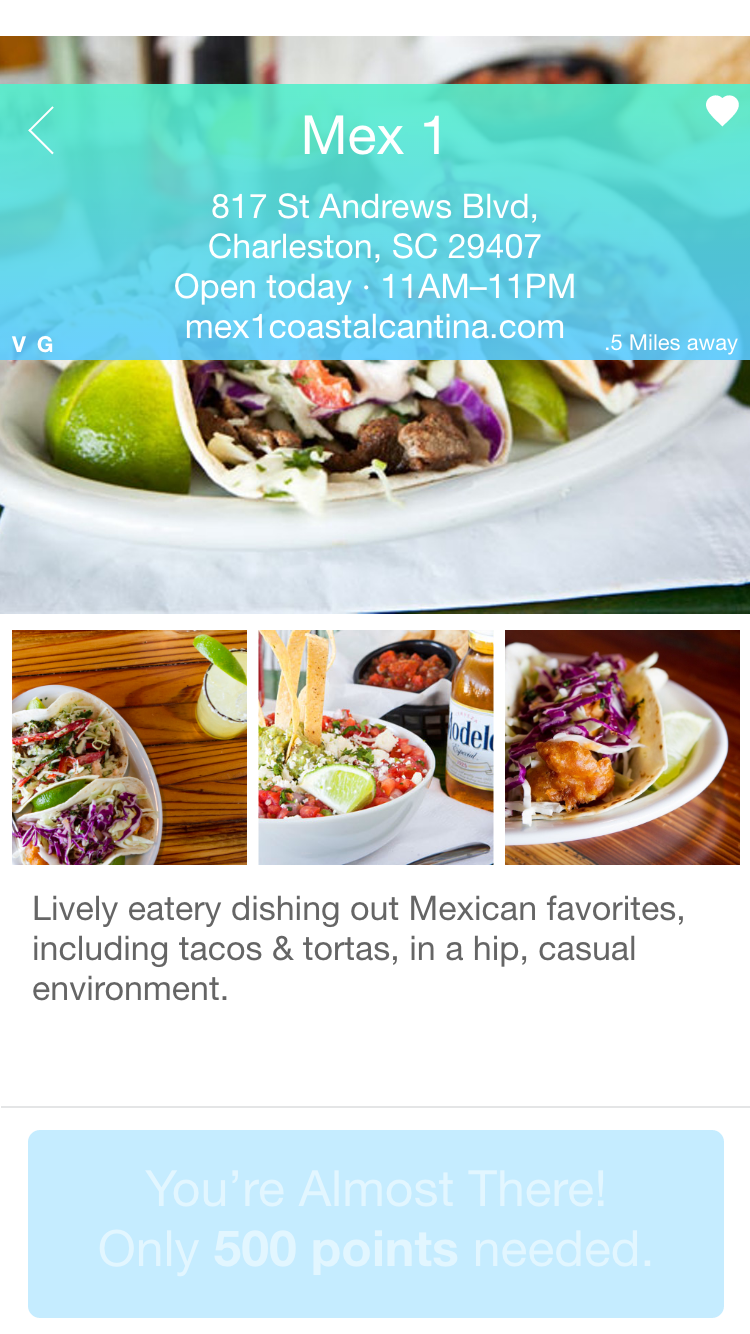 Mex 1
817 St Andrews Blvd,
Charleston, SC 29407
Open today · 11AM–11PM
mex1coastalcantina.com
V G
.5 Miles away
Modelo
Especial
Lively eatery dishing out Mexican favorites,
including tacos & tortas, in a hip, casual
environment.
You’re Almost There!
Only 500 points needed.